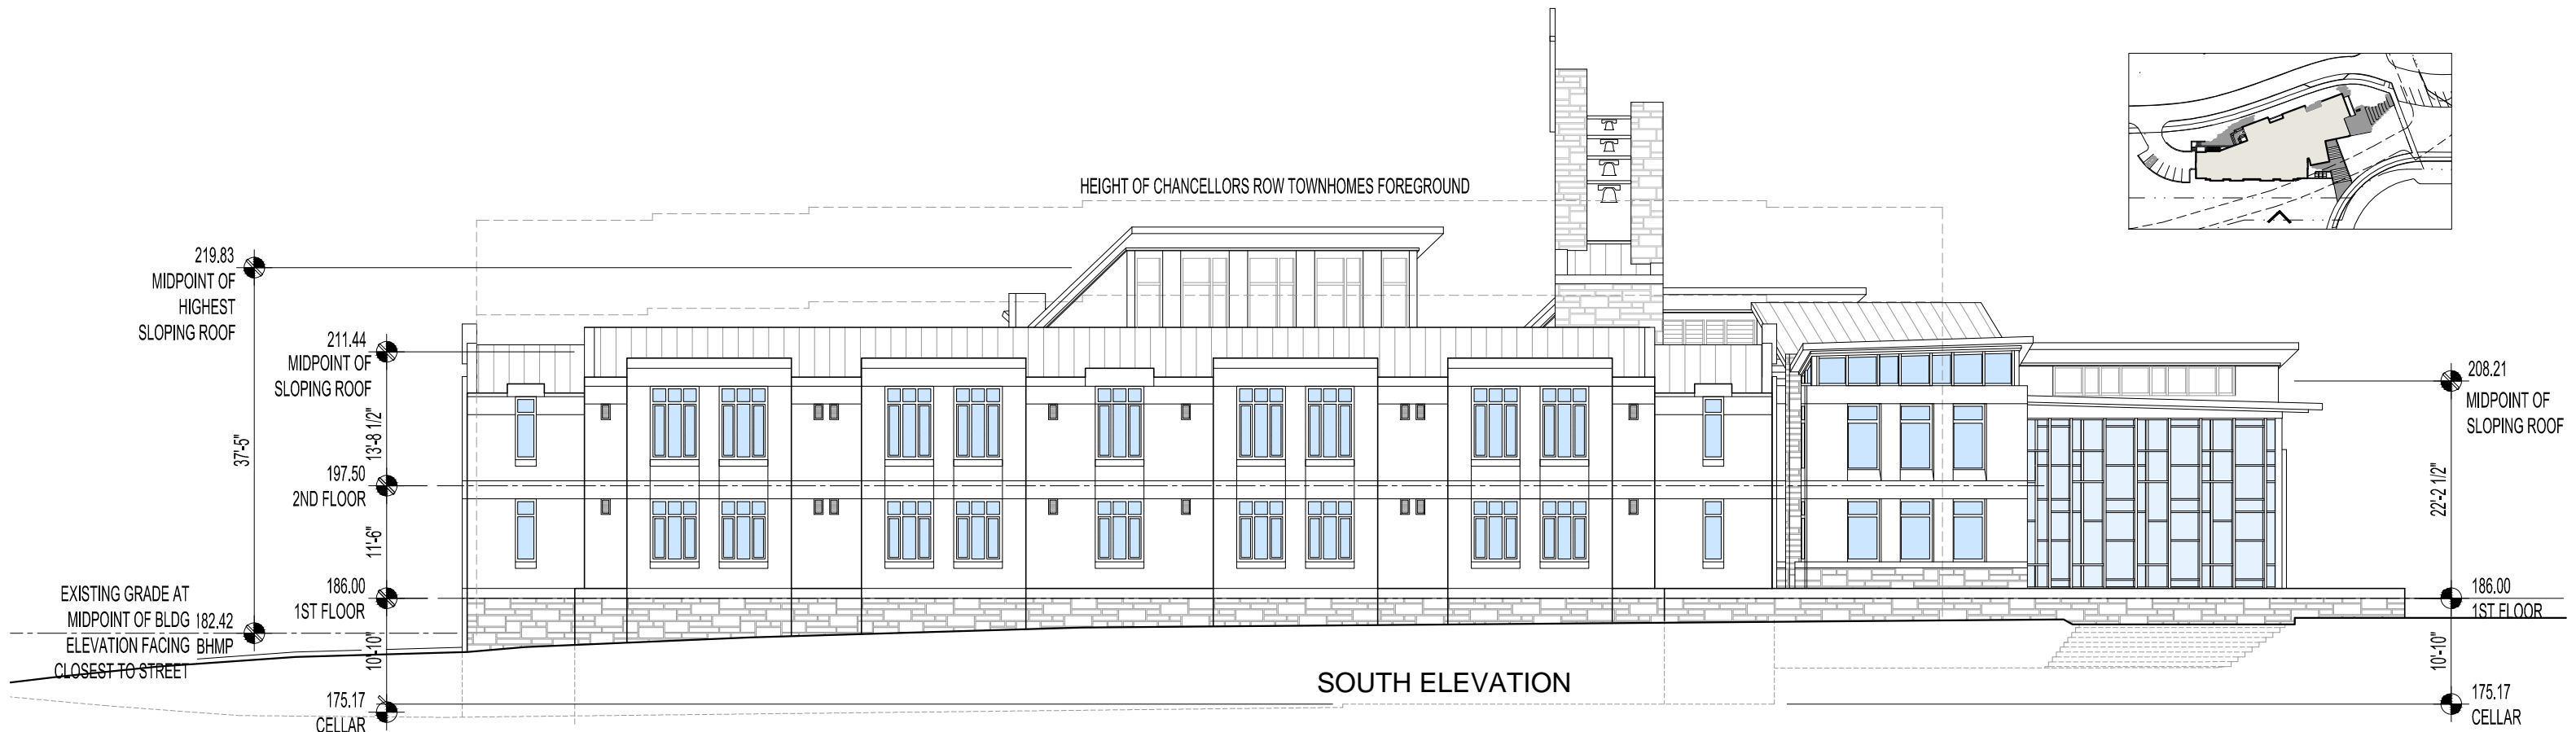 HEIGHT OF CHANCELLORS ROW TOWNHOMES FOREGROUND
219.83
MIDPOINT OF
HIGHEST
SLOPING ROOF
37'-5"
EXISTING GRADE AT
MIDPOINT OF BLDG 182.42
ELEVATION FACING BHMP
CLOSEST TO STREET
211.44
MIDPOINT OF
SLOPING ROOF
13'-8 1/2"
197.50
2ND FLOOR
11'-6"
186.00
1ST FLOOR
10'-10"
175.17
CELLAR
208.21
MIDPOINT OF
SLOPING ROOF
22'-2 1/2"
186.00
1ST FLOOR
10'-10"
175.17
CELLAR
SOUTH ELEVATION